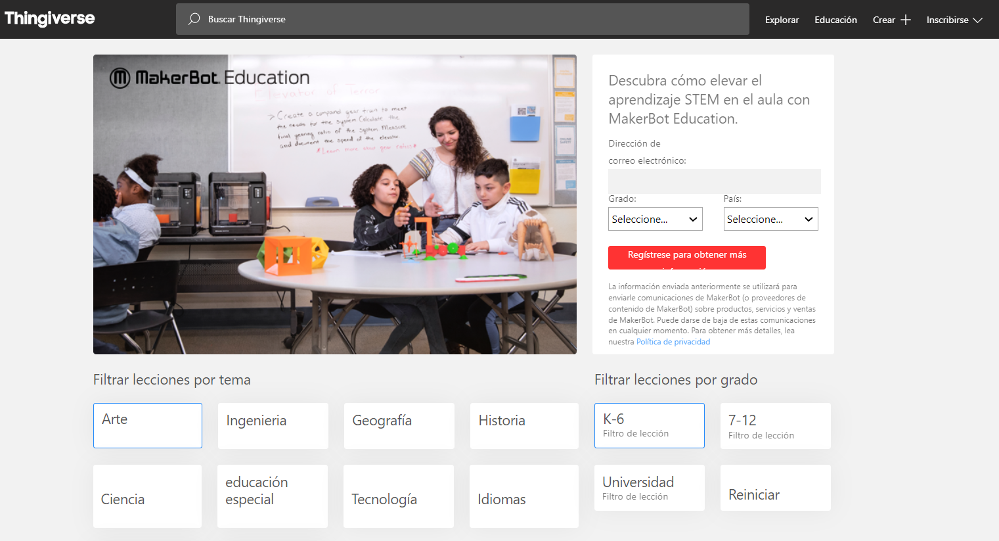 Thingiverse
Buscar Thingiverse
Explorar
Educación
Crear
Inscribirse
MakerBot. Education
Elevator of Terror
> Create a compound gear train to meet
the needs for the system Calculate the
gearing ratio of the system Measure
and document the speed of the elevator.
*Learn more about gear ratios*
Descubra cómo elevar el
aprendizaje STEM en el aula con
MakerBot Education.
Dirección de
correo electrónico:
Grado:
País:
Seleccione...
Seleccione...
Regístrese para obtener más
La información enviada anteriormente se utilizará para
enviarle comunicaciones de MakerBot (o proveedores de
contenido de MakerBot) sobre productos, servicios y ventas
de MakerBot. Puede darse de baja de estas comunicaciones
en cualquier momento. Para obtener más detalles, lea
nuestra Política de privacidad
Filtrar lecciones por tema
Arte
Ingenieria
Geografía
Historia
Ciencia
educación
especial
Tecnología
Idiomas
Filtrar lecciones por grado
K-6
Filtro de lección
7-12
Filtro de lección
Universidad
Filtro de lección
Reiniciar